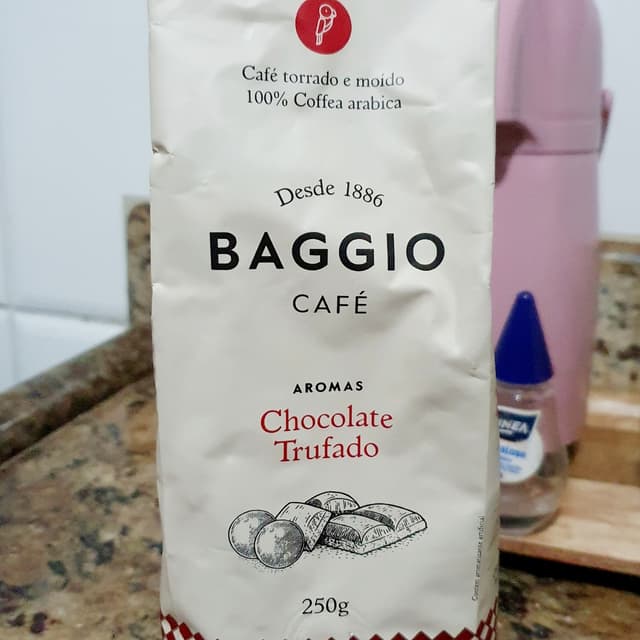 Café torrado e moído
100% Coffea arabica
Desde 1886
BAGGIO
CAFÉ
AROMAS
Chocolate
Trufado
250g